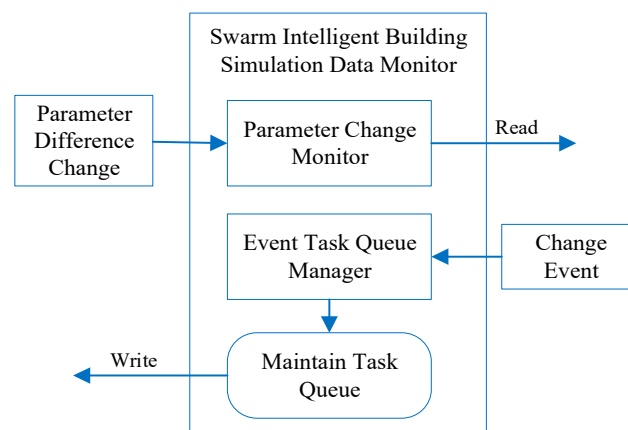 Swarm Intelligent Building
Simulation Data Monitor
Parameter
Difference
Change
Parameter Change
Monitor
Read
Event Task Queue
Manager
Change
Event
Write
Maintain Task
Queue